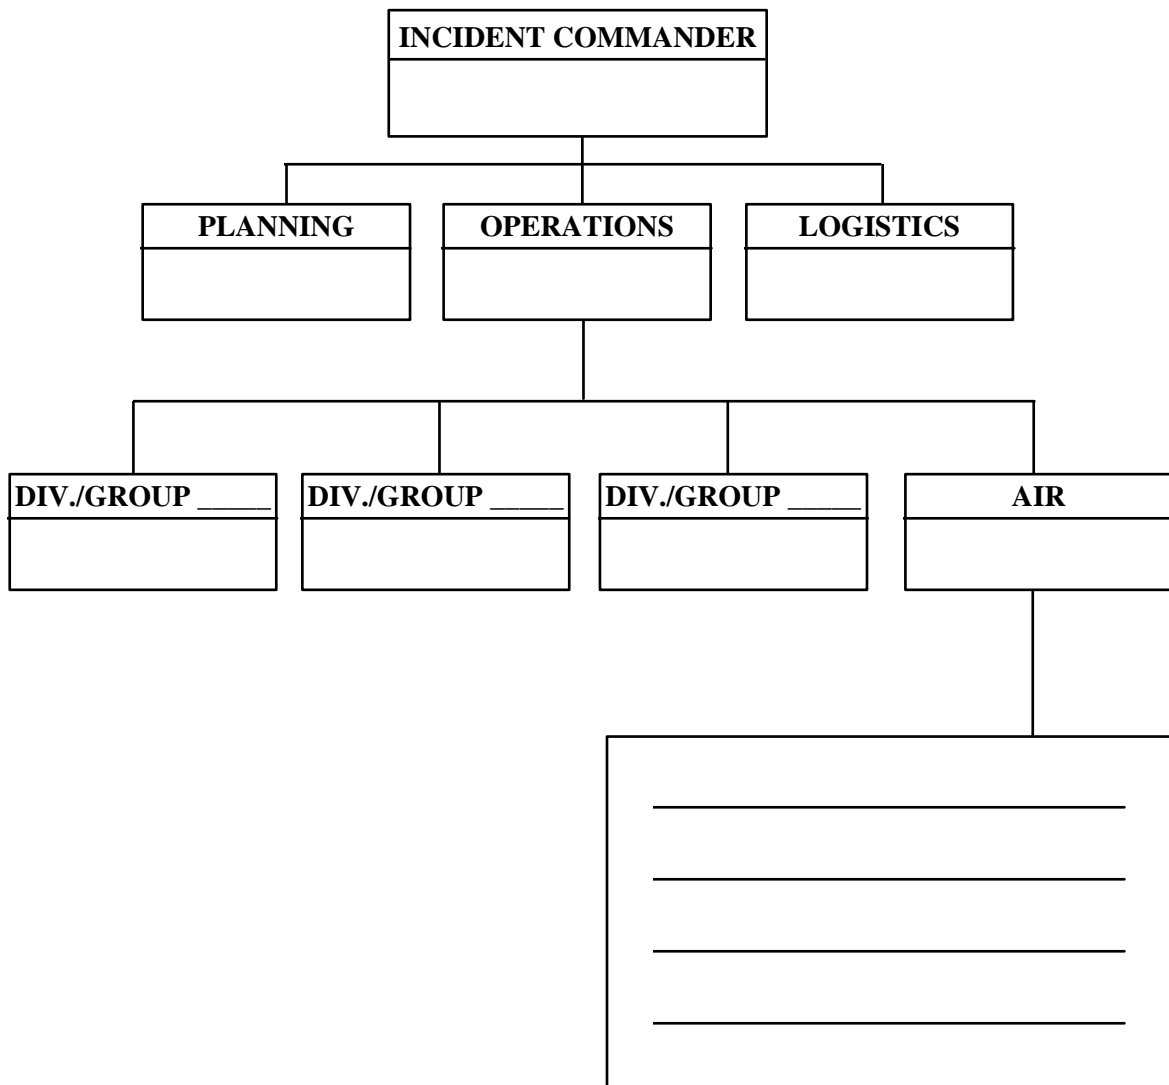 INCIDENT COMMANDER
PLANNING
OPERATIONS
LOGISTICS
DIV./GROUP _____
DIV./GROUP _____
DIV./GROUP _____
AIR